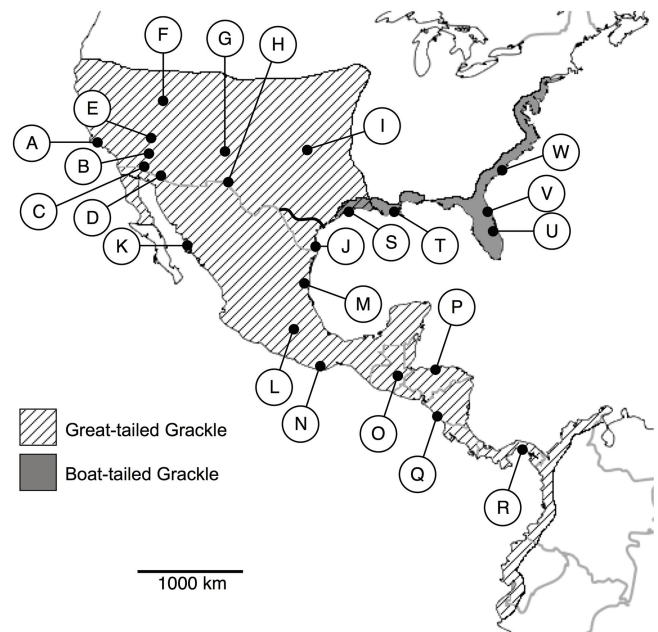 F
G
H
E
I
A
B
W
C
D
V
K
J
S
T
U
M
P
L
N
O
Q
R
Great-tailed Grackle
Boat-tailed Grackle
1000 km